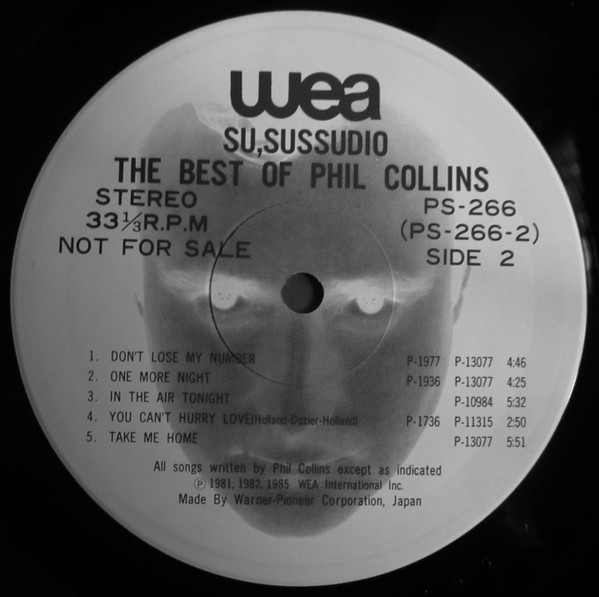 wea
SU,SUSSUDIO
THE BEST OF PHIL COLLINS
STEREO
33⅓R.P.M
NOT FOR SALE
PS-266
(PS-266-2)
SIDE 2
1. DON'T LOSE MY NUMBER P-1977 P-13077 4:46
2. ONE MORE NIGHT P-1936 P-13077 4:25
3. IN THE AIR TONIGHT P-10984 5:32
4. YOU CAN'T HURRY LOVE(Holland-Dozier-Holland) P-1736 P-11315 2:50
5. TAKE ME HOME P-13077 5:51
All songs written by Phil Collins except as indicated
Ⓟ 1981, 1982, 1985 WEA International Inc.
Made By Warner-Pioneer Corporation, Japan